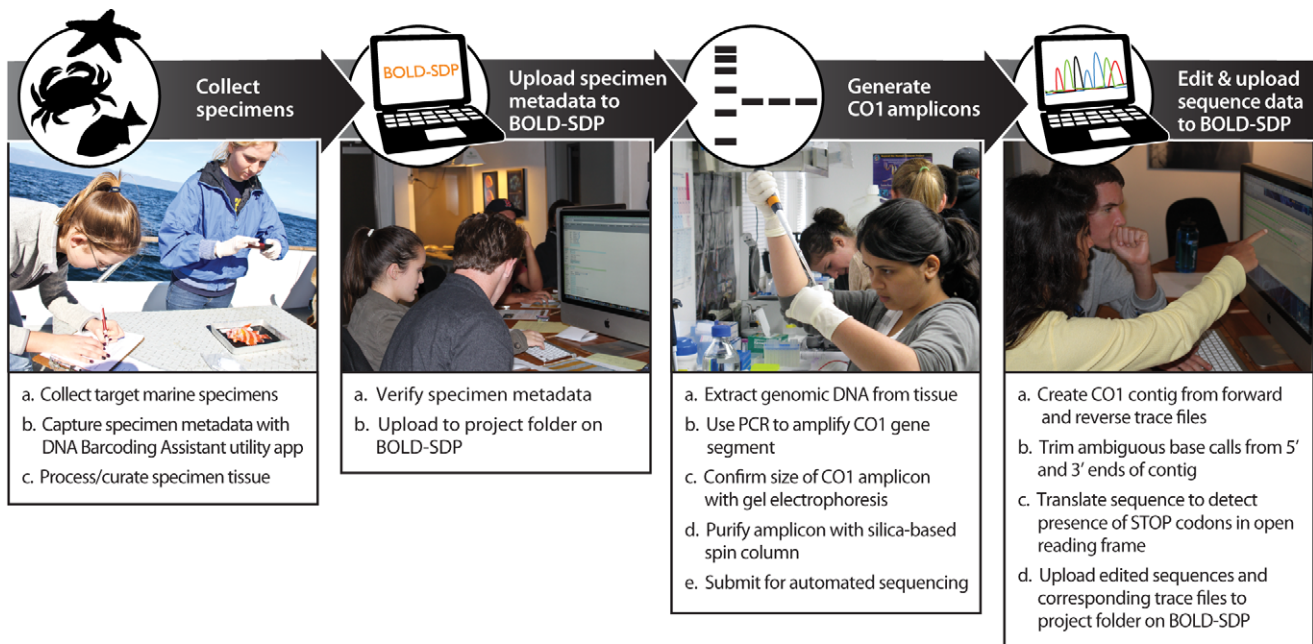 Collect
specimens
BOLD-SDP
Upload specimen
metadata to
BOLD-SDP
Generate
CO1 amplicons
Edit & upload
sequence data
to BOLD-SDP
a. Collect target marine specimens
b. Capture specimen metadata with
DNA Barcoding Assistant utility app
c. Process/curate specimen tissue
a. Verify specimen metadata
b. Upload to project folder on
BOLD-SDP
a. Extract genomic DNA from tissue
b. Use PCR to amplify CO1 gene
segment
c. Confirm size of CO1 amplicon
with gel electrophoresis
d. Purify amplicon with silica-based
spin column
e. Submit for automated sequencing
a. Create CO1 contig from forward
and reverse trace files
b. Trim ambiguous base calls from 5’
and 3’ ends of contig
c. Translate sequence to detect
presence of STOP codons in open
reading frame
d. Upload edited sequences and
corresponding trace files to
project folder on BOLD-SDP